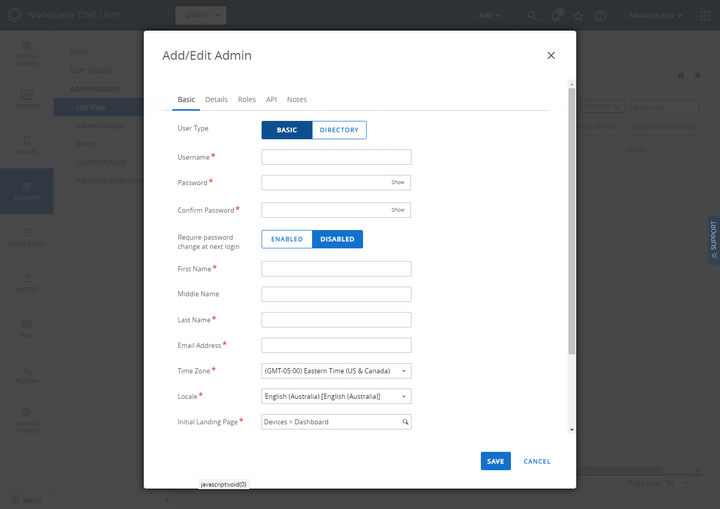 Workspace ONE UEM
Add
Administrator
Add/Edit Admin
Basic Details Roles API Notes
User Type BASIC DIRECTORY
Username*
Password* Show
Confirm Password* Show
Require password
change at next login
ENABLED DISABLED
First Name*
Middle Name
Last Name*
Email Address*
Time Zone* (GMT-05:00) Eastern Time (US & Canada)
Locale* English (Australia) [English (Australia)]
Initial Landing Page* Devices > Dashboard
SAVE CANCEL
Users
User Groups
Administrators
List View
Admin Groups
Roles
System Activity
ACCOUNTS
DEVICES
EMAIL
ABOUT
SUPPORT
Page Size 50
javascript:void(0)